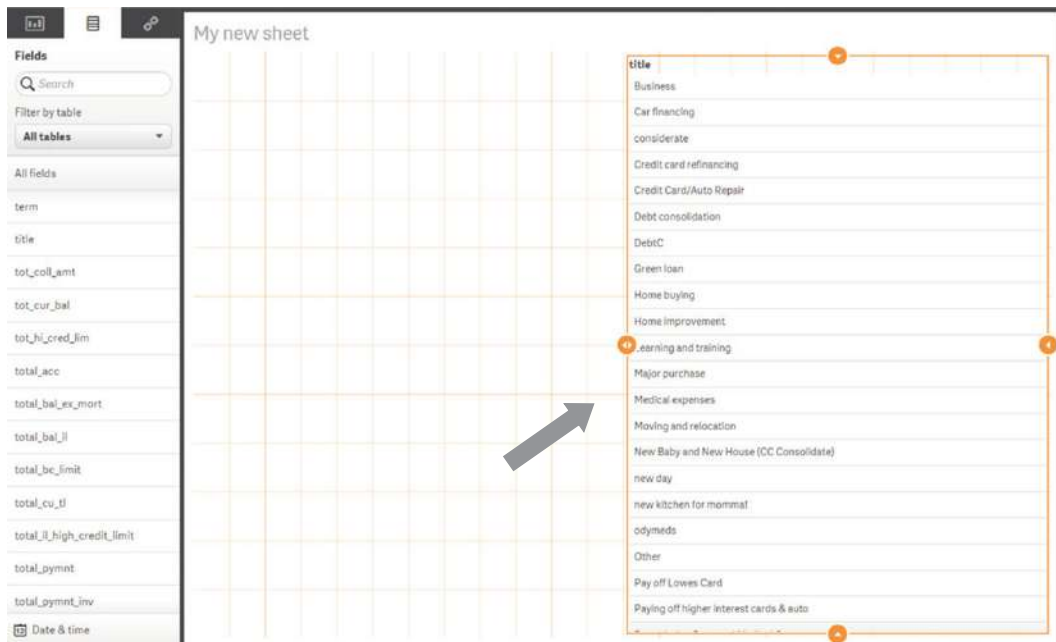 My new sheet
Fields
Search
Filter by table
All tables
All fields
term
title
tot_coll_amt
tot_cur_bal
tot_hi_cred_lim
total_acc
total_bal_ex_mort
total_bal_il
total_bc_limit
total_cu_tl
total_il_high_credit_limit
total_pymnt
total_pymnt_inv
Date & time
title
Business
Car financing
considerate
Credit card refinancing
Credit Card/Auto Repair
Debt consolidation
DebtC
Green loan
Home buying
Home improvement
earning and training
Major purchase
Medical expenses
Moving and relocation
New Baby and New House (CC Consolidate)
new day
new kitchen for momma!
odymeds
Other
Pay off Lowes Card
Paying off higher interest cards & auto